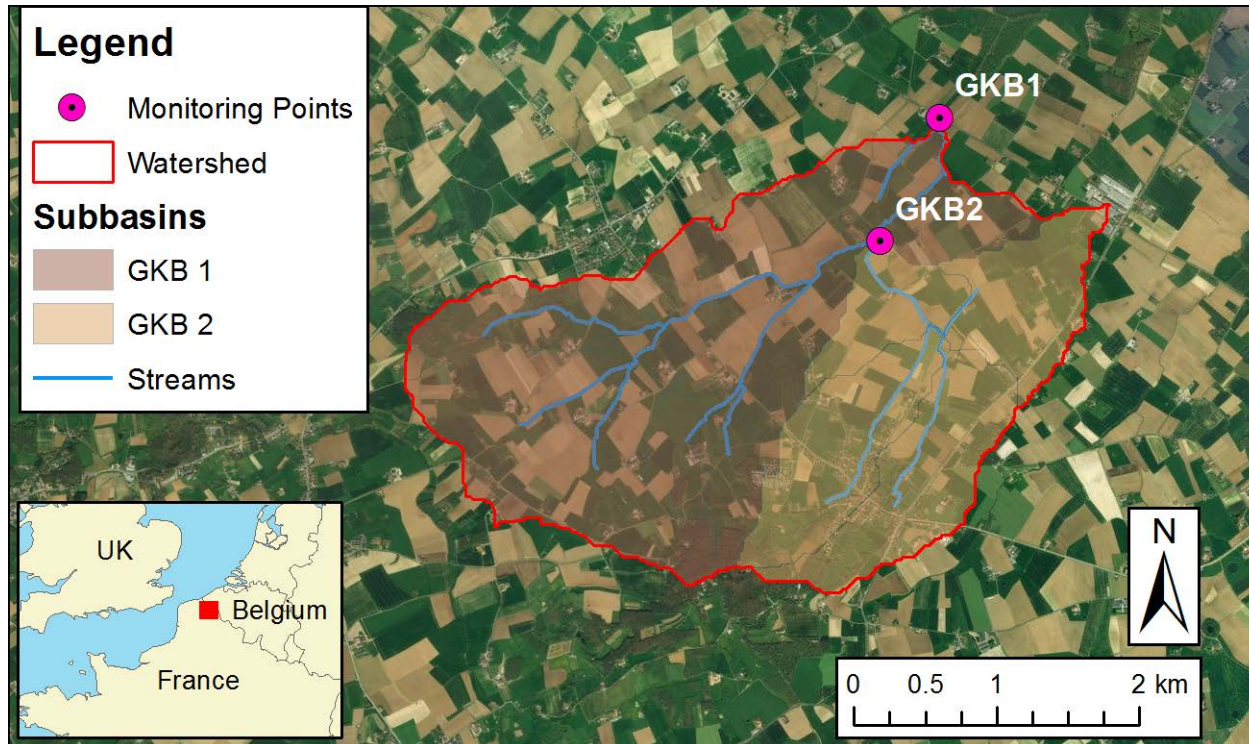 Legend
Monitoring Points
Watershed
Subbasins
GKB 1
GKB 2
Streams
GKB1
GKB2
UK
Belgium
France
N
0 0.5 1 2 km